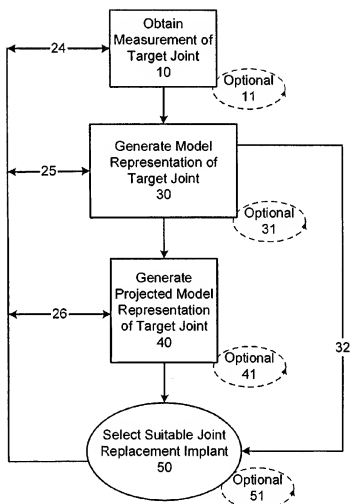 Obtain
Measurement of
Target Joint
10
24
Optional
11
Generate Model
Representation of
Target Joint
30
25
Optional
31
Generate
Projected Model
Representation
of Target Joint
40
26
32
Optional
41
Select Suitable Joint
Replacement Implant
50
Optional
51